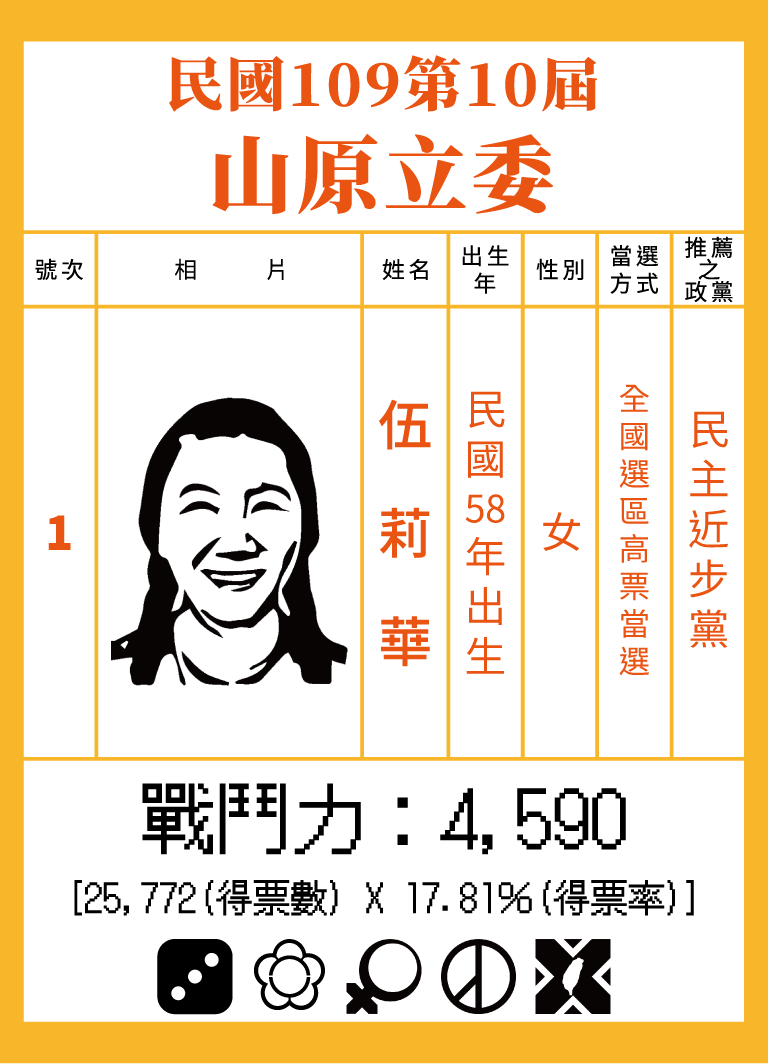 民國109第10屆
山原立委
號次
相 片
姓名
出生年
性別
當選方式
推薦之政黨
1
伍莉華
民國58年出生
女
全國選區高票當選
民主近步黨
戰鬥力：4,590
[25,772(得票數) X 17.81%(得票率)]